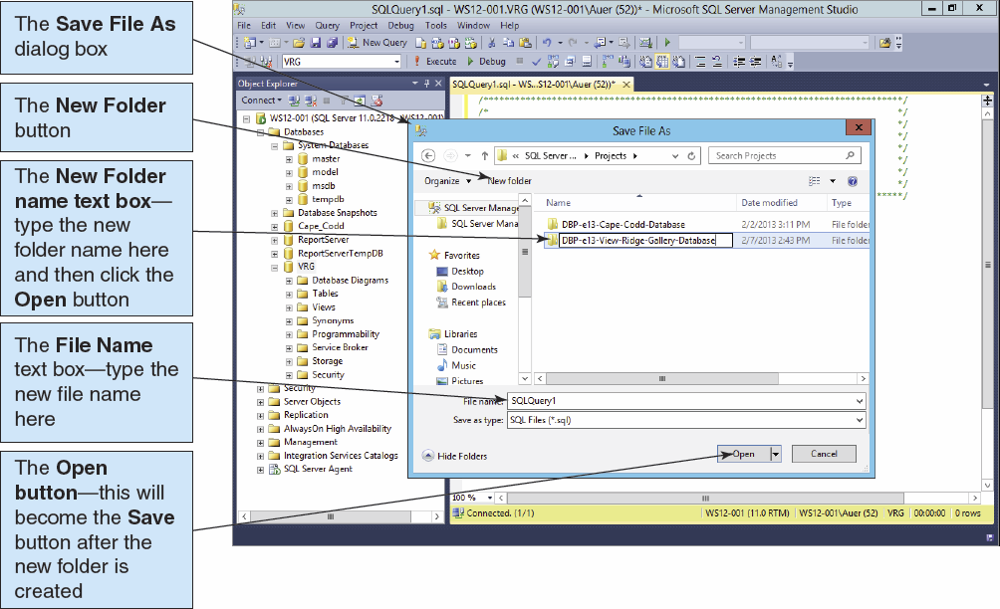 The Save File As
dialog box
The New Folder
button
The New Folder
name text box—
type the new
folder name here
and then click the
Open button
The File Name
text box—type the
new file name
here
The Open
button—this will
become the Save
button after the
new folder is
created
SQLQuery1.sql - WS12-001.VRG (WS12-001\Auer (52))* - Microsoft SQL Server Management Studio
File Edit View Query Project Debug Tools Window Help
New Query
VRG
Execute Debug
Object Explorer
Connect
WS12-001 (SQL Server 11.0.2218 - WS12-001\
Databases
System Databases
master
model
msdb
tempdb
Database Snapshots
Cape_Codd
ReportServer
ReportServerTempDB
VRG
Database Diagrams
Tables
Views
Synonyms
Programmability
Service Broker
Storage
Security
Security
Server Objects
Replication
AlwaysOn High Availability
Management
Integration Services Catalogs
SQL Server Agent
SQLQuery1.sql - WS...S12-001\Auer (52))*
Save File As
« SQL Server ... Projects
Search Projects
Organize
New folder
SQL Server Manage
SQL Server Mana
Favorites
Desktop
Downloads
Recent places
Libraries
Documents
Music
Pictures
Name Date modified Type
DBP-e13-Cape-Codd-Database 2/2/2013 3:11 PM File folder
DBP-e13-View-Ridge-Gallery-Database 2/7/2013 2:43 PM File folder
File name: SQLQuery1
Save as type: SQL Files (*.sql)
Hide Folders
Open
Cancel
100 %
Connected. (1/1)
WS12-001 (11.0 RTM) WS12-001\Auer (52) VRG 00:00:00 0 rows